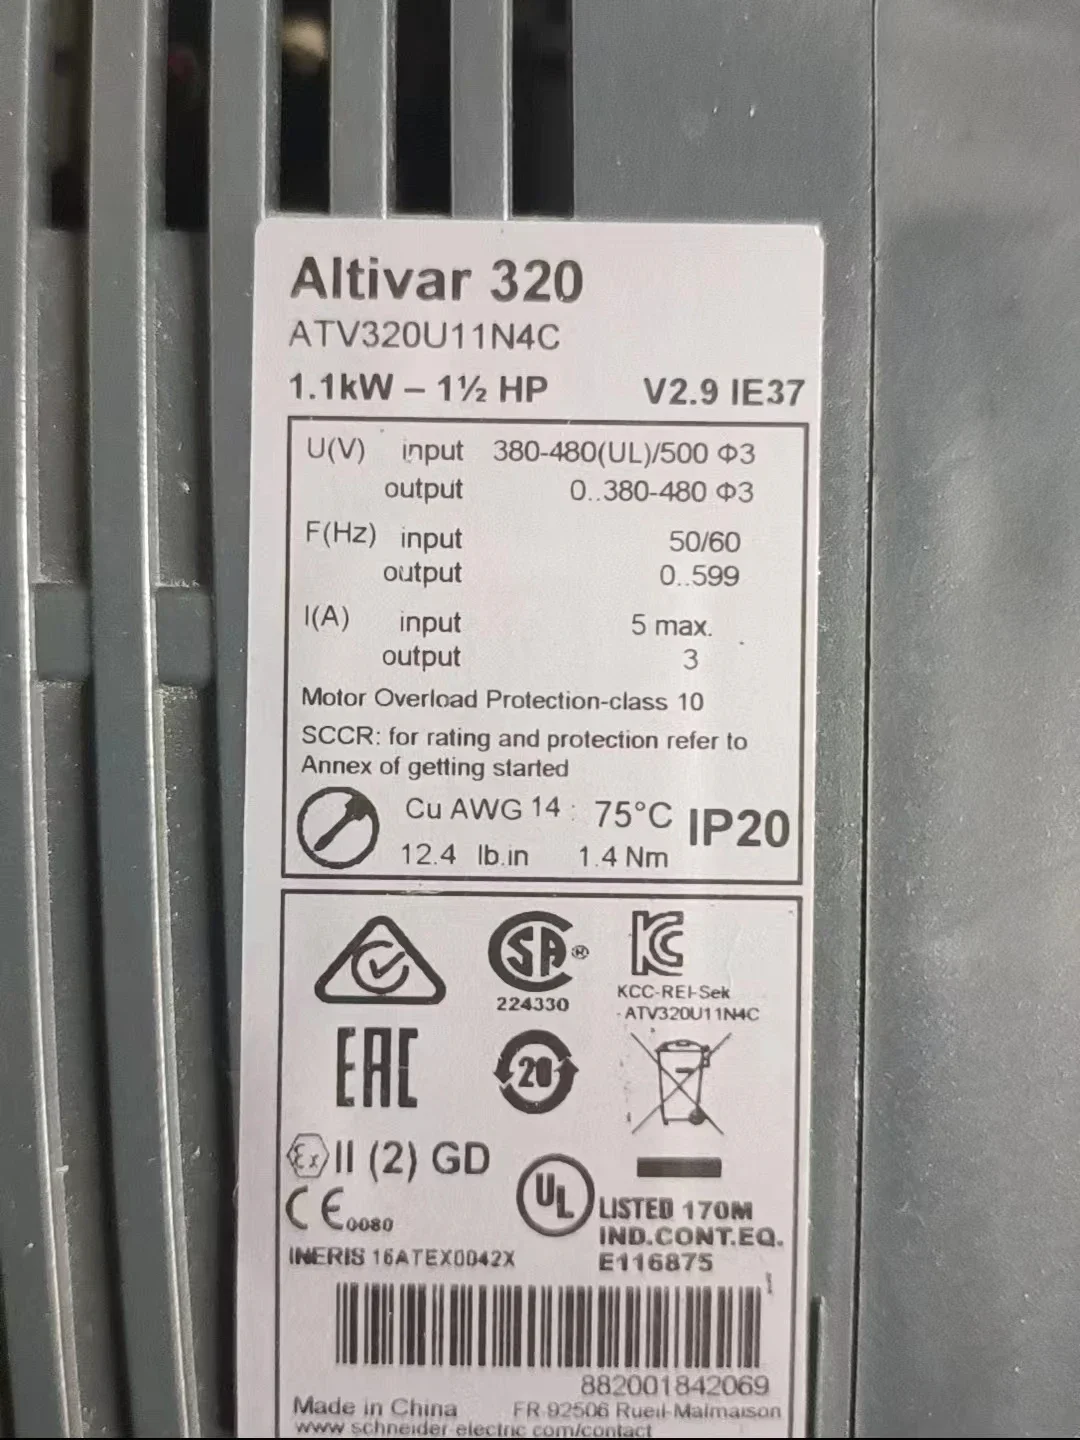 Altivar 320
ATV320U11N4C
1.1kW – 1½ HP V2.9 IE37
U(V) input 380-480(UL)/500 Φ3
output 0..380-480 Φ3
F(Hz) input 50/60
output 0..599
I(A) input 5 max.
output 3
Motor Overload Protection-class 10
SCCR: for rating and protection refer to
Annex of getting started
Cu AWG 14 : 75°C IP20
12.4 lb.in 1.4 Nm
SA ®
224330
KC
KCC-REI-Sek
-ATV320U11N4C
EAC
20
Ex II (2) GD
CE 0080
INERIS 16ATEX0042X
UL LISTED 170M
IND.CONT.EQ.
E116875
882001842069
Made in China FR-92506 Rueil-Malmaison
www.schneider-electric.com/contact